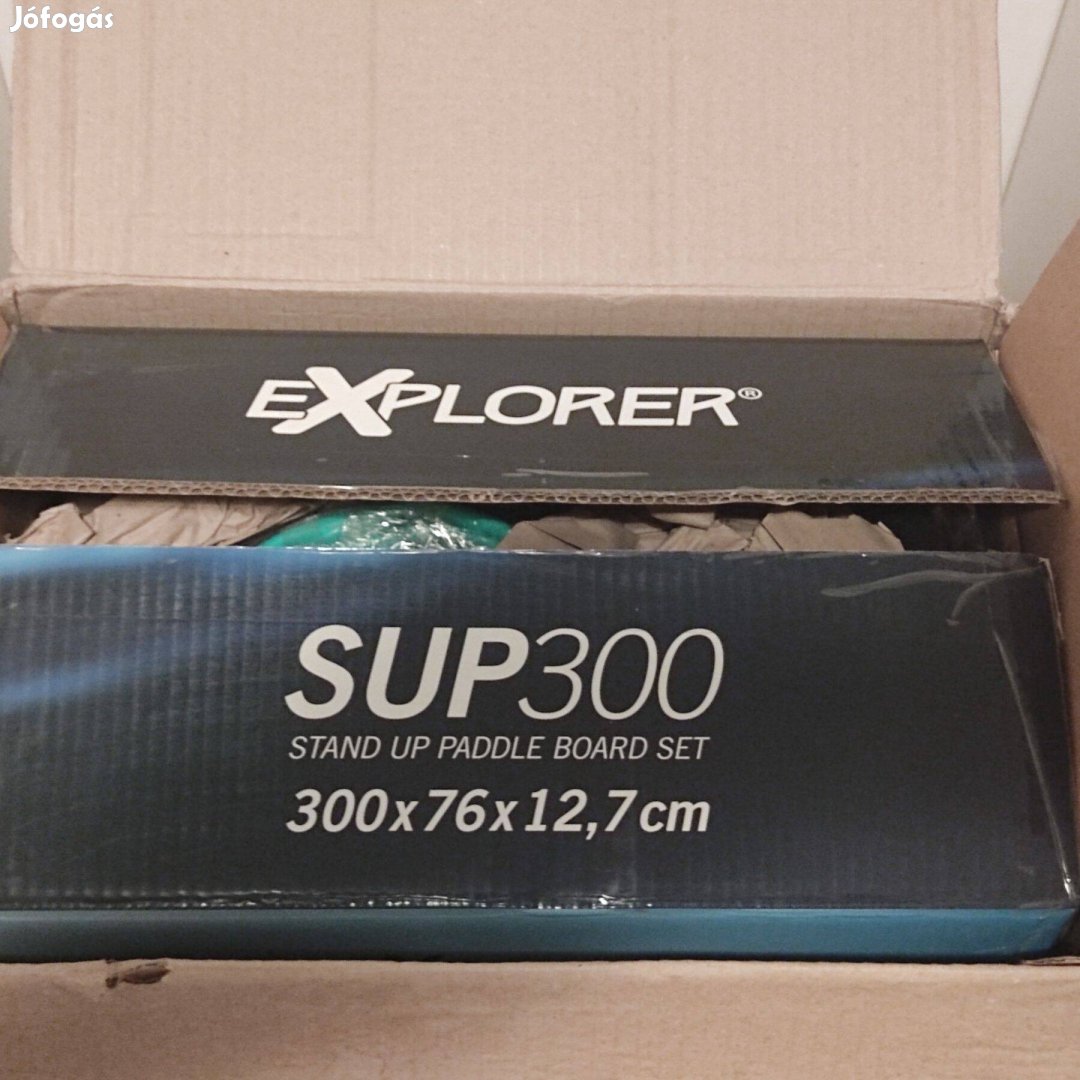 Jófogás
EXPLORER®
SUP300
STAND UP PADDLE BOARD SET
300x76x12,7cm